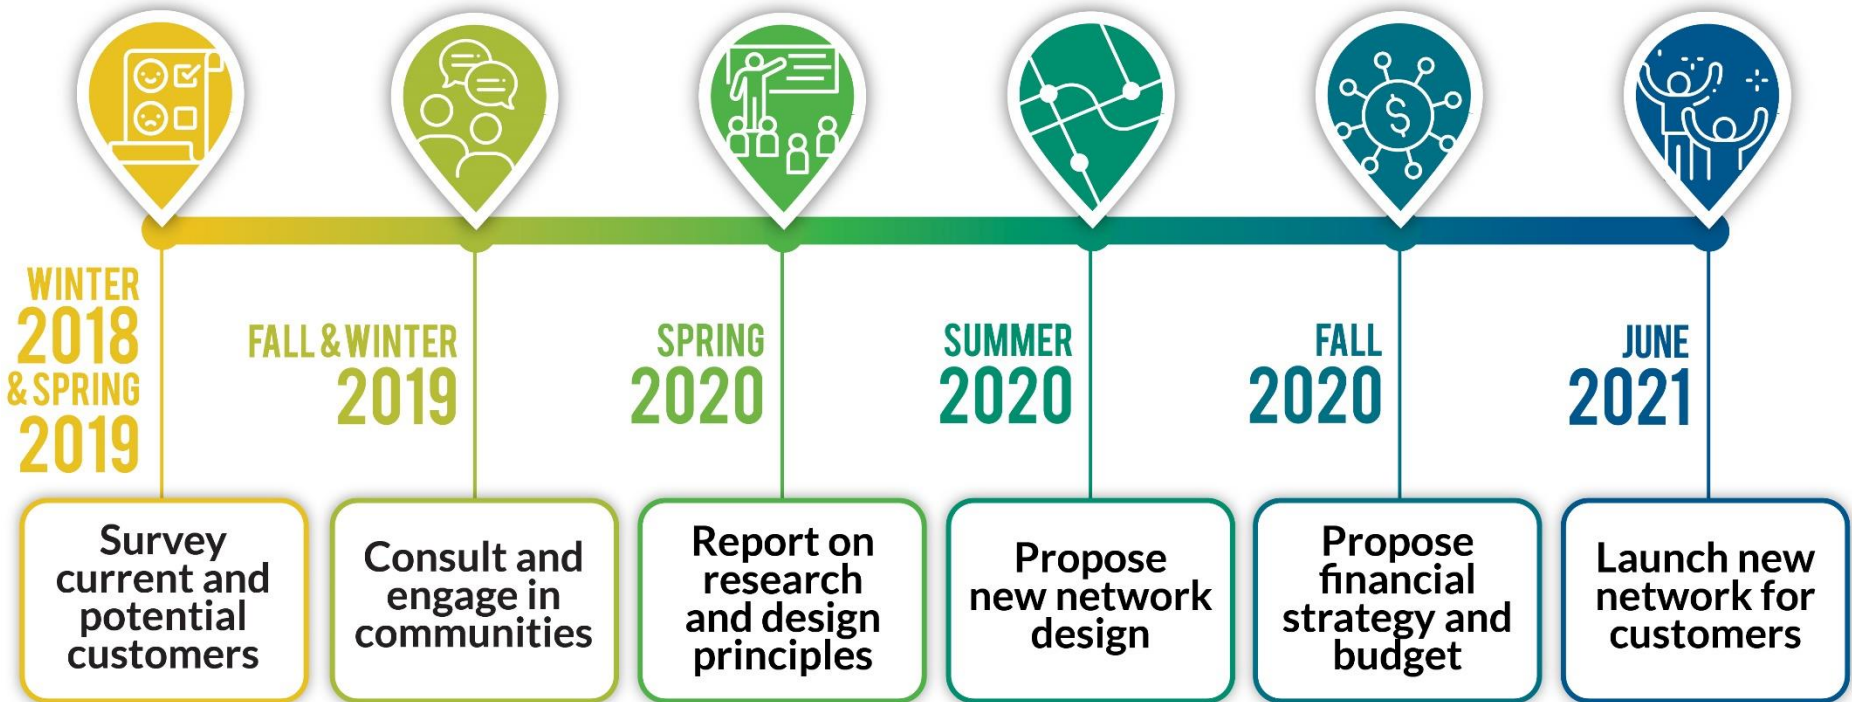 WINTER
2018
& SPRING
2019
FALL & WINTER
2019
SPRING
2020
SUMMER
2020
FALL
2020
JUNE
2021
Survey
current and
potential
customers
Consult and
engage in
communities
Report on
research
and design
principles
Propose
new network
design
Propose
financial
strategy and
budget
Launch new
network for
customers